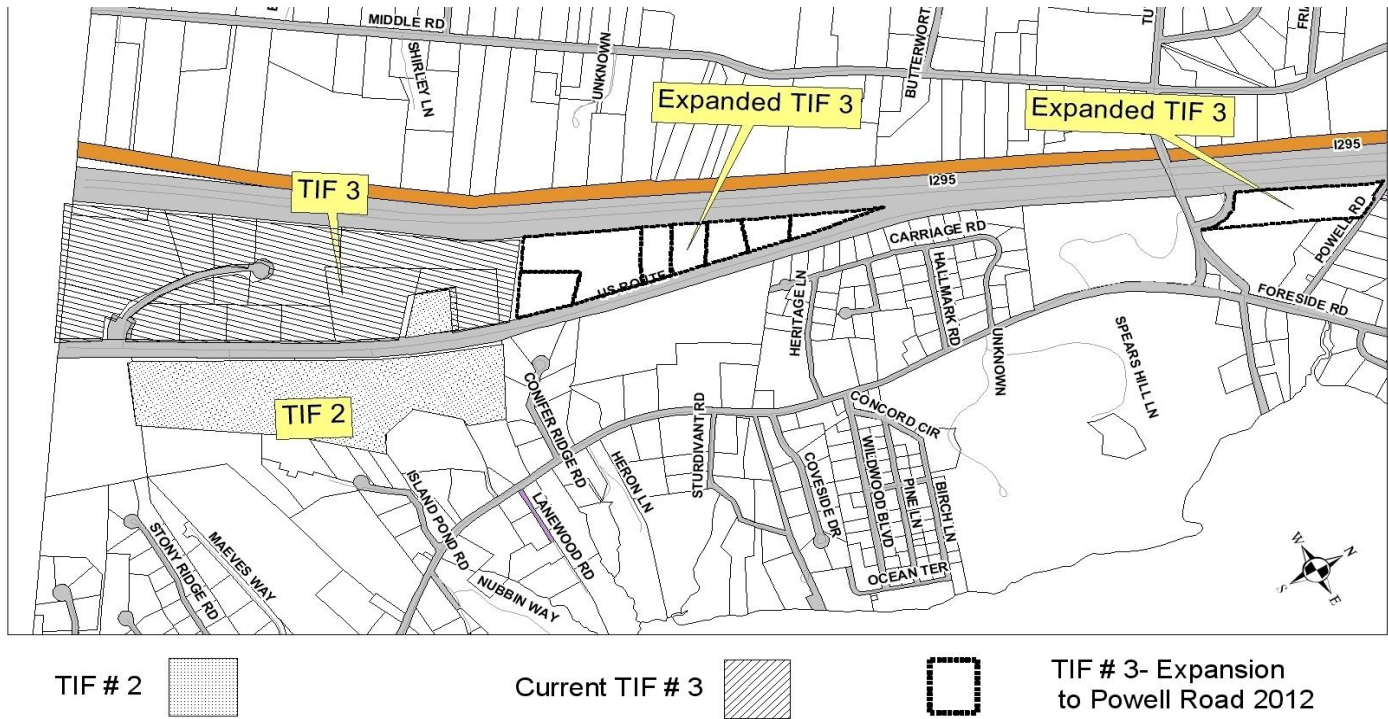 MIDDLE RD
SHIRLEY LN
UNKNOWN
BUTTERWORT
TU
FRI
Expanded TIF 3
Expanded TIF 3
I295
I295
TIF 3
POWELL RD
CARRIAGE RD
US ROUTE
HERITAGE LN
HALLMARK RD
UNKNOWN
FORESIDE RD
SPEARS HILL LN
TIF 2
CONIFER RIDGE RD
STURDIVANT RD
CONCORD CIR
HERON LN
COVESIDE DR
WILDWOOD BLVD
PINE LN
BIRCH LN
ISLAND POND RD
LANEWOOD RD
STONY RIDGE RD
MAEVES WAY
NUBBIN WAY
OCEAN TER
W
N
S
E
TIF # 2
Current TIF # 3
TIF # 3- Expansion
to Powell Road 2012